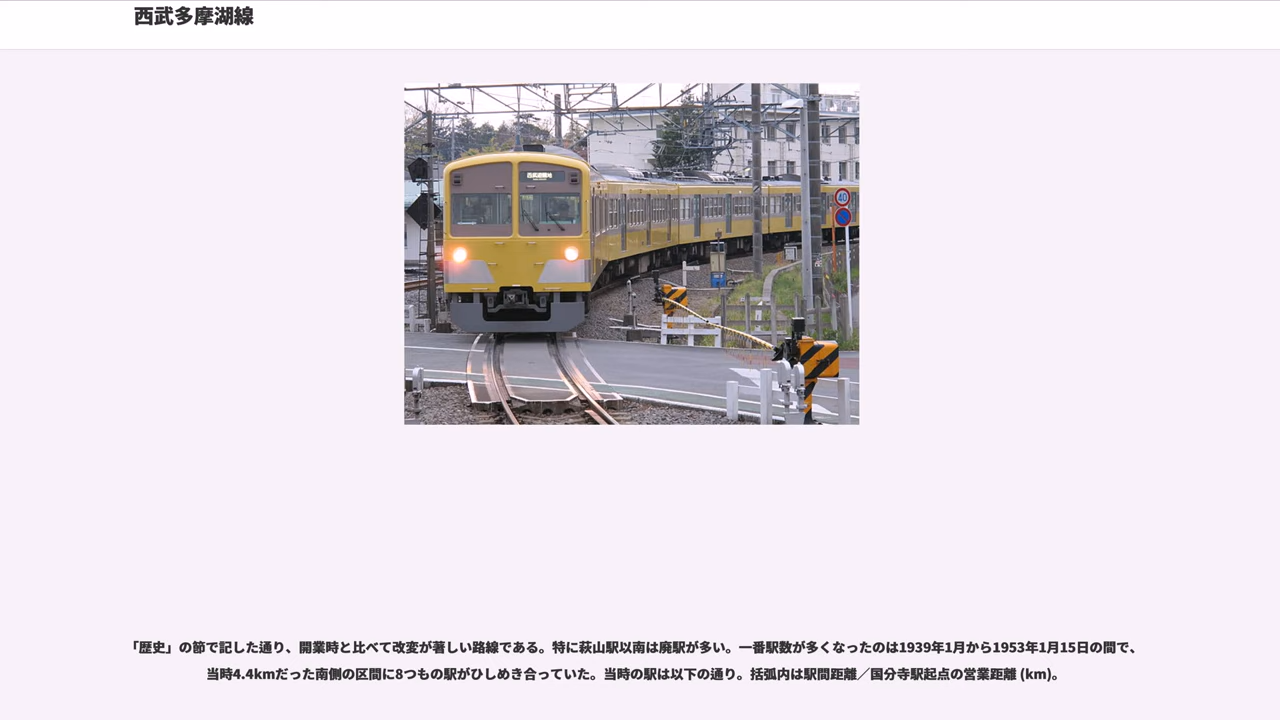 西武多摩湖線
西武遊園地
40
「歴史」の節で記した通り、開業時と比べて改変が著しい路線である。特に萩山駅以南は廃駅が多い。一番駅数が多くなったのは1939年1月から1953年1月15日の間で、
当時4.4kmだった南側の区間に8つもの駅がひしめき合っていた。当時の駅は以下の通り。括弧内は駅間距離／国分寺駅起点の営業距離 (km)。